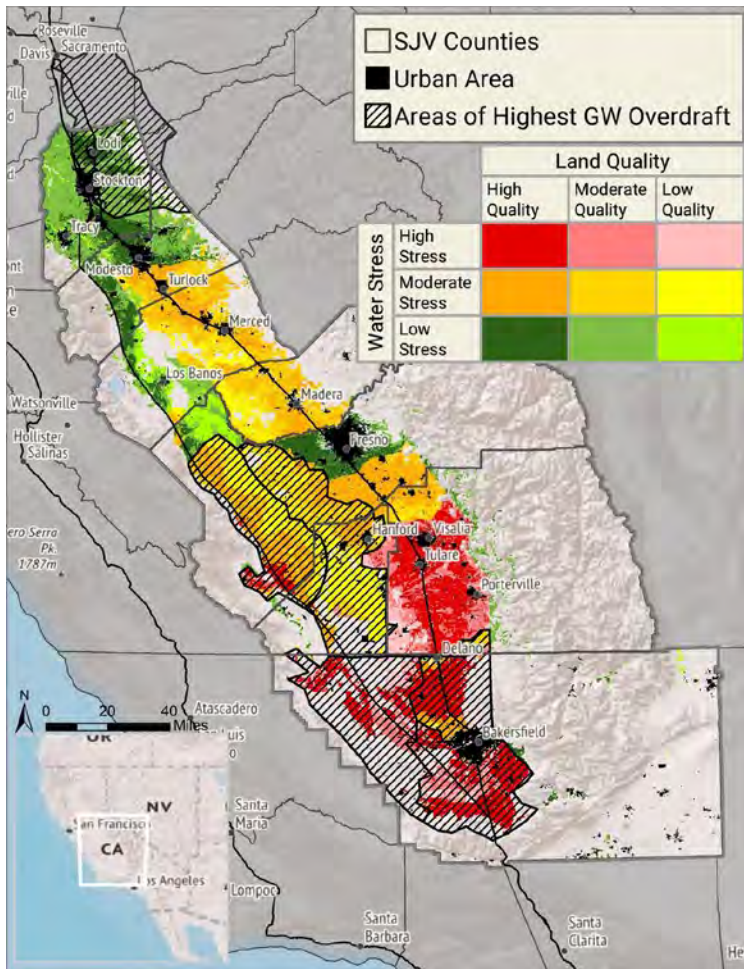 SJV Counties
Urban Area
Areas of Highest GW Overdraft
Land Quality
High Quality
Moderate Quality
Low Quality
Water Stress
High Stress
Moderate Stress
Low Stress
Roseville
Davis
Sacramento
Lodi
Stockton
Tracy
Modesto
Turlock
Merced
Los Banos
Watsonville
Madera
Hollister
Salinas
Fresno
Hanford
Visalia
Tulare
Pk.
1787m
Porterville
Delano
N
0
20
40
Miles
Atascadero
Bakersfield
NV
San Francisco
CA
Los Angeles
Santa Maria
Lompoc
Santa Barbara
Santa Clarita